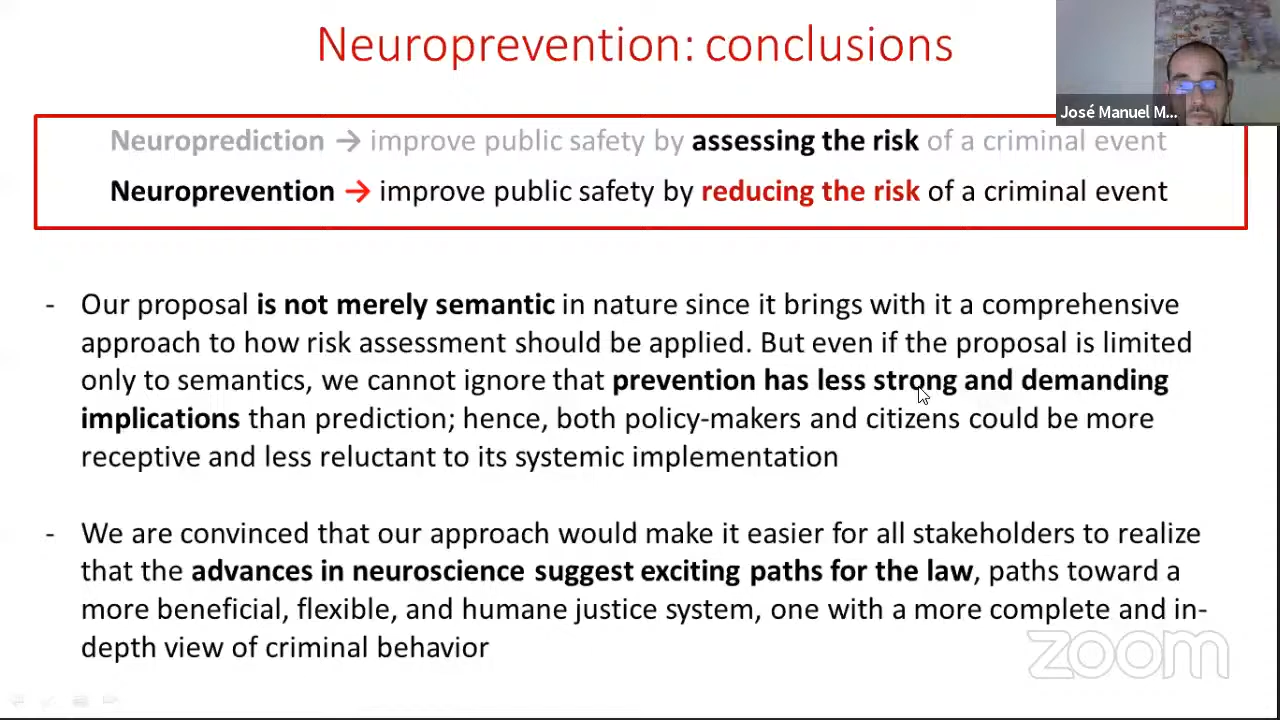 Neuroprevention: conclusions
José Manuel M...
Neuroprediction → improve public safety by assessing the risk of a criminal event
Neuroprevention → improve public safety by reducing the risk of a criminal event
- Our proposal is not merely semantic in nature since it brings with it a comprehensive
approach to how risk assessment should be applied. But even if the proposal is limited
only to semantics, we cannot ignore that prevention has less strong and demanding
implications than prediction; hence, both policy-makers and citizens could be more
receptive and less reluctant to its systemic implementation
- We are convinced that our approach would make it easier for all stakeholders to realize
that the advances in neuroscience suggest exciting paths for the law, paths toward a
more beneficial, flexible, and humane justice system, one with a more complete and in-
depth view of criminal behavior
zoom